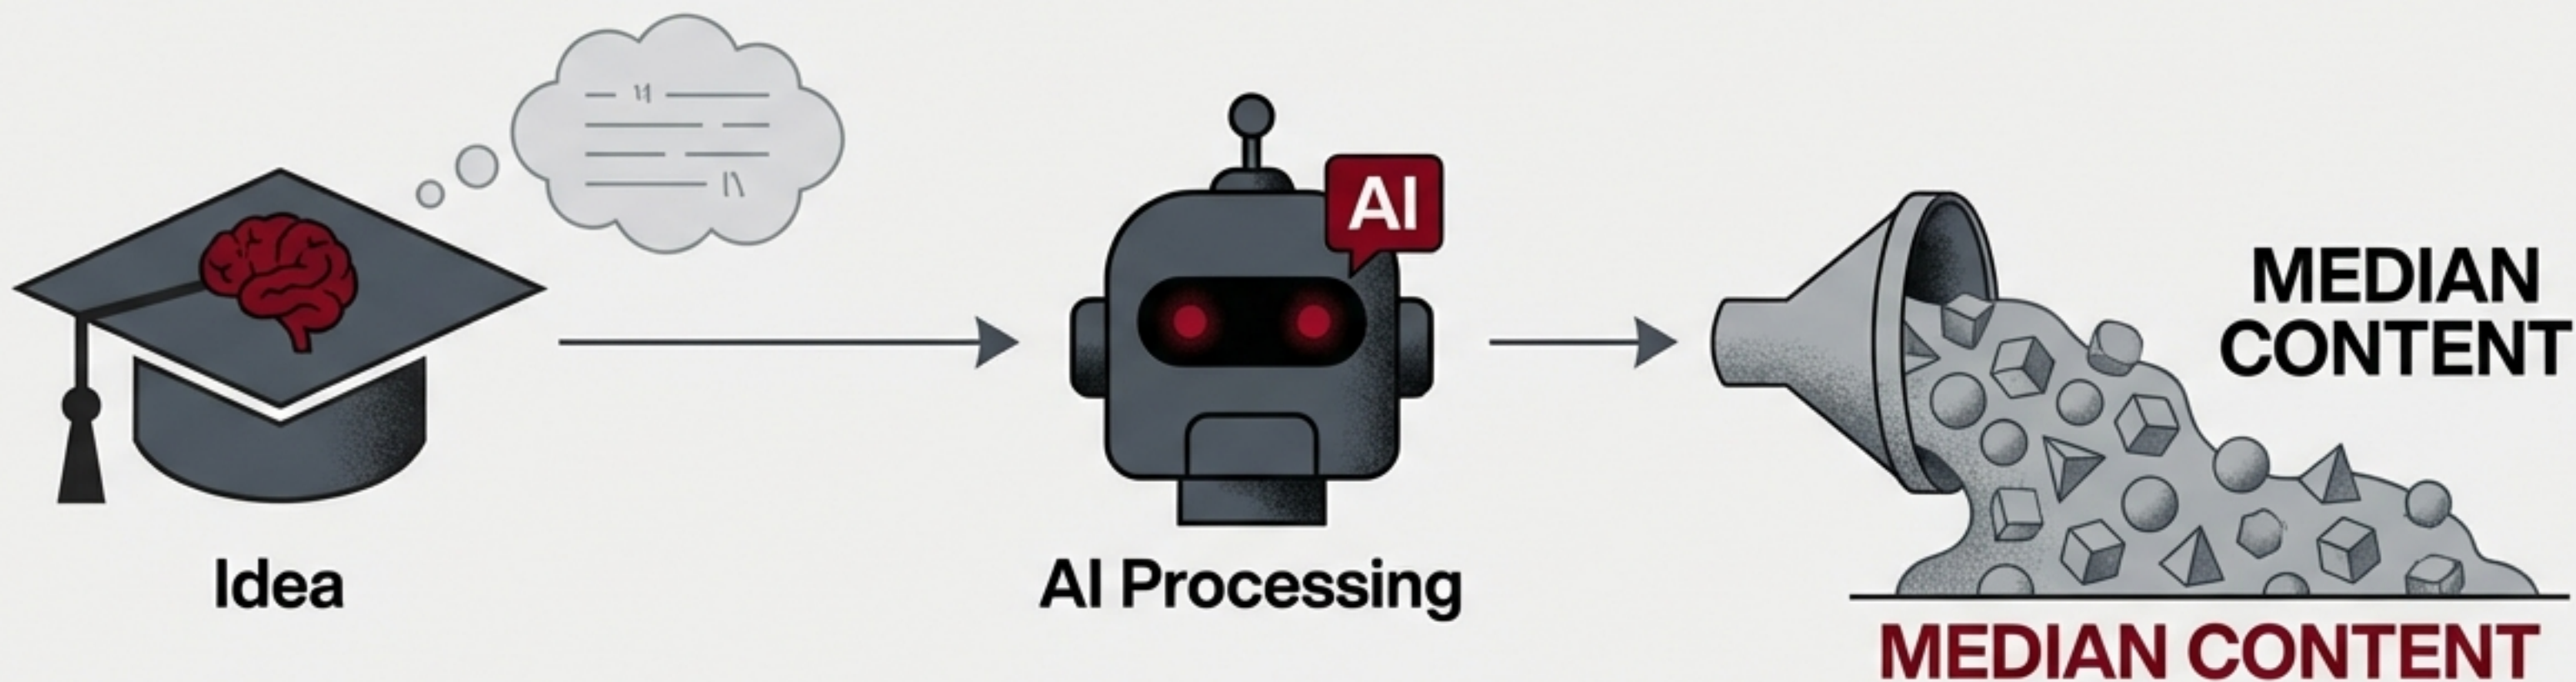 AI
Idea
AI Processing
MEDIAN
CONTENT
MEDIAN CONTENT